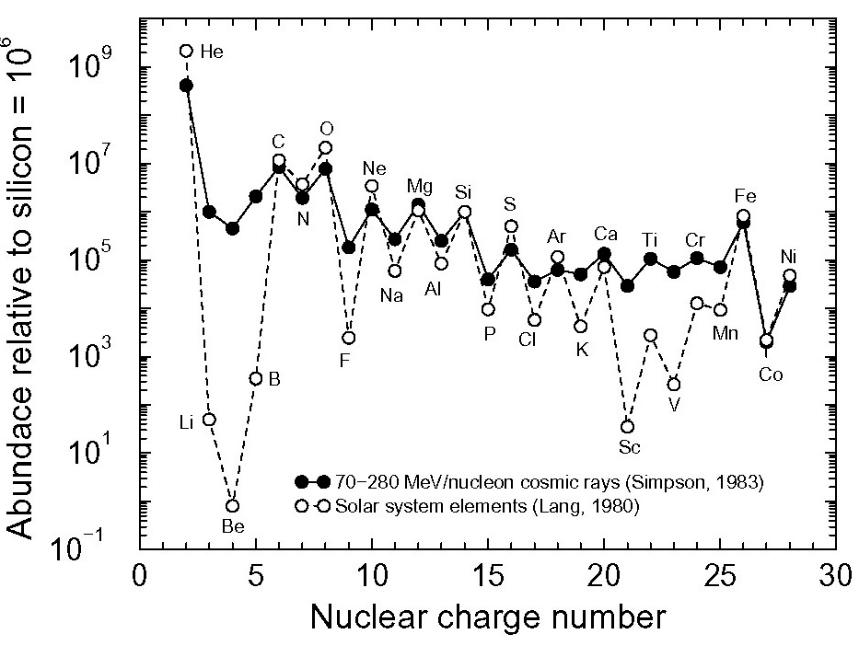 Abundace relative to silicon = 10⁶
10⁹
10⁷
10⁵
10³
10¹
10⁻¹
He
C
O
N
Ne
Mg
Si
S
Na
Al
F
P
Cl
Ar
K
Ca
Ti
Cr
Fe
Ni
Mn
Co
V
Sc
Li
B
Be
70−280 MeV/nucleon cosmic rays (Simpson, 1983)
Solar system elements (Lang, 1980)
0 5 10 15 20 25 30
Nuclear charge number